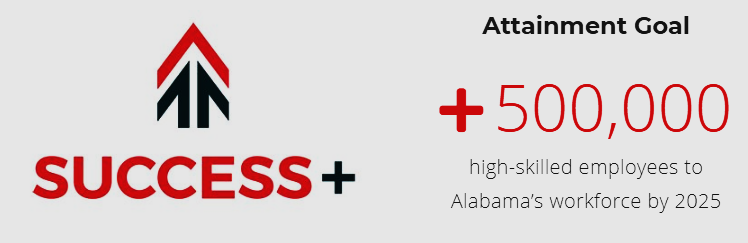 SUCCESS+
Attainment Goal
+500,000
high-skilled employees to
Alabama's workforce by 2025